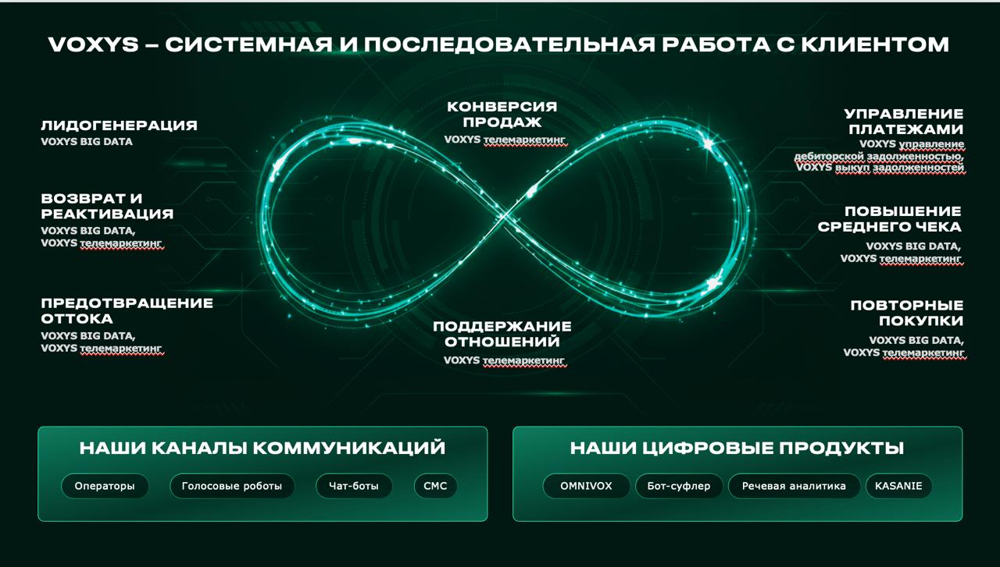 VOXYS – СИСТЕМНАЯ И ПОСЛЕДОВАТЕЛЬНАЯ РАБОТА С КЛИЕНТОМ
ЛИДОГЕНЕРАЦИЯ
VOXYS BIG DATA
ВОЗВРАТ И
РЕАКТИВАЦИЯ
VOXYS BIG DATA,
VOXYS телемаркетинг
ПРЕДОТВРАЩЕНИЕ
ОТТОКА
VOXYS BIG DATA,
VOXYS телемаркетинг
КОНВЕРСИЯ
ПРОДАЖ
VOXYS телемаркетинг
ПОДДЕРЖАНИЕ
ОТНОШЕНИЙ
VOXYS телемаркетинг
УПРАВЛЕНИЕ
ПЛАТЕЖАМИ
VOXYS управление
дебиторской задолженностью,
VOXYS выкуп задолженностей
ПОВЫШЕНИЕ
СРЕДНЕГО ЧЕКА
VOXYS BIG DATA,
VOXYS телемаркетинг
ПОВТОРНЫЕ
ПОКУПКИ
VOXYS BIG DATA,
VOXYS телемаркетинг
НАШИ КАНАЛЫ КОММУНИКАЦИЙ
Операторы Голосовые роботы Чат-боты СМС
НАШИ ЦИФРОВЫЕ ПРОДУКТЫ
OMNIVOX Бот-суфлер Речевая аналитика KASANIE